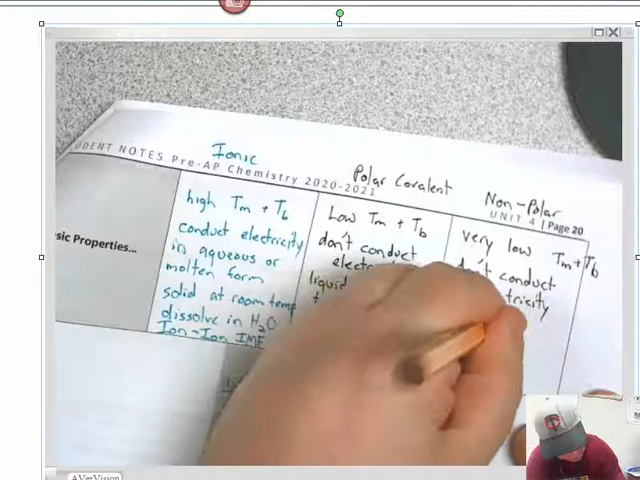 Ionic
Polar Covalent
Non-Polar
NOTES Pre-AP Chemistry 2020-2021
UNIT 4 | Page 20
Properties...
high Tm + Tb
conduct electricity
in aqueous or
molten form
solid at room temp
dissolve in H2O
Ion-Ion IMF
Low Tm + Tb
don't conduct
liquid
very low Tm + Tb
don't conduct
AVerVision